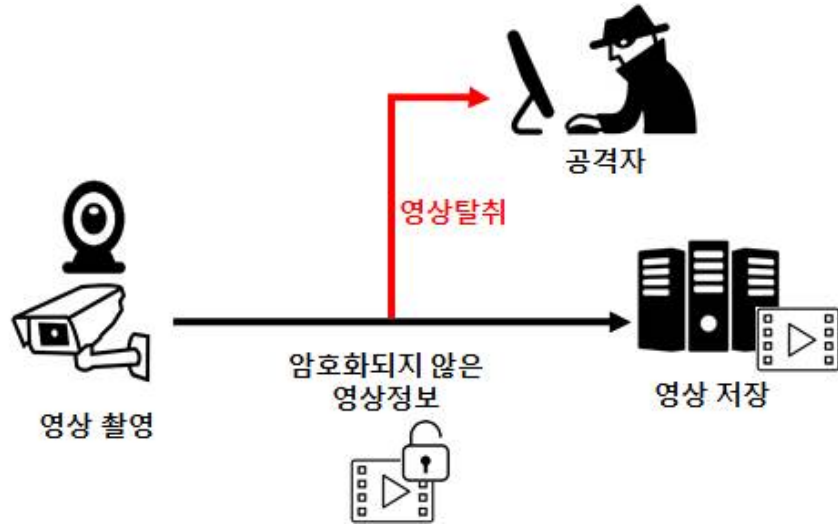 공격자
영상탈취
암호화되지 않은
영상정보
영상 저장
영상 촬영